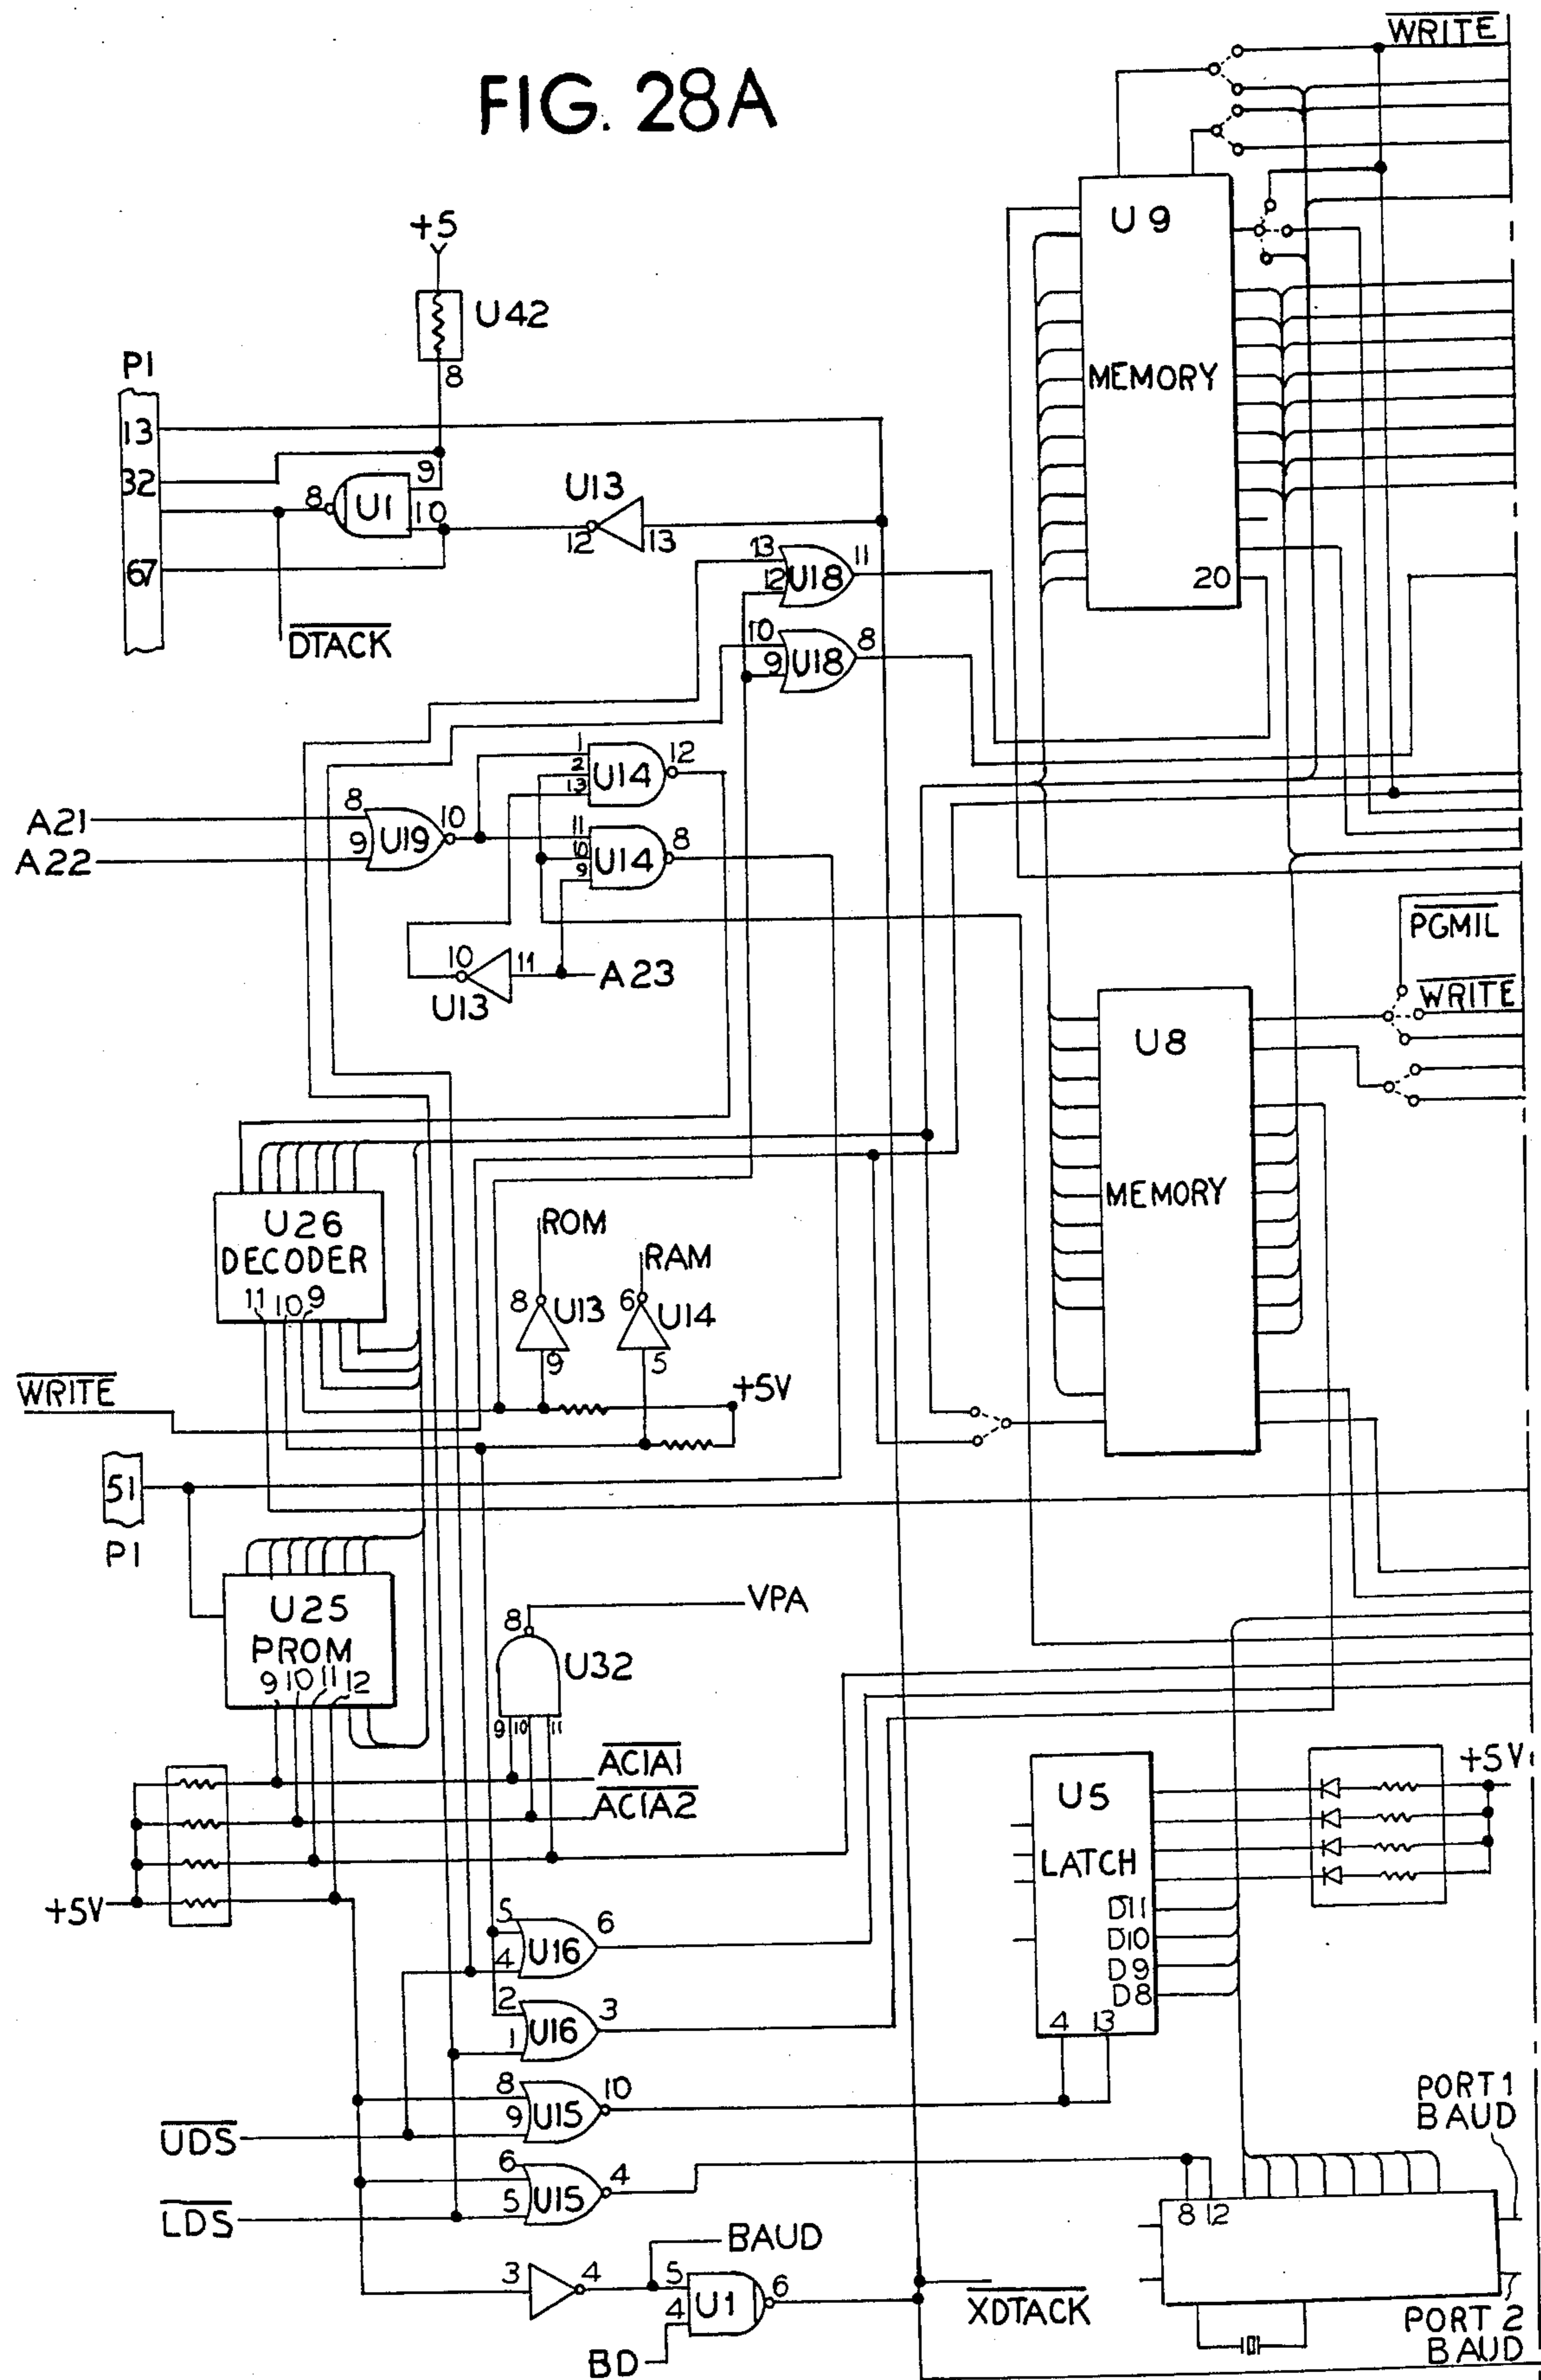 FIG. 28A
WRITE
+5
U42
8
P1
13
32
67
9
8
U1
10
U13
12
13
DTACK
U9
MEMORY
20
13
12
U18
11
10
9
U18
8
1
2
13
U14
12
A21
A22
8
9
U19
10
11
10
9
U14
8
10
11
U13
A23
PGMIL
WRITE
U8
MEMORY
U26
DECODER
11
10
9
ROM
8
U13
9
RAM
6
U14
5
+5V
WRITE
51
P1
U25
PROM
9
10
11
12
VPA
8
U32
9
10
11
ACIA1
ACIA2
+5V
U5
LATCH
D11
D10
D9
D8
4
13
+5V
5
4
U16
6
2
1
U16
3
8
9
U15
10
UDS
6
5
U15
4
LDS
3
4
BAUD
5
4
U1
6
BD
XDTACK
8
12
PORT 1
BAUD
PORT 2
BAUD